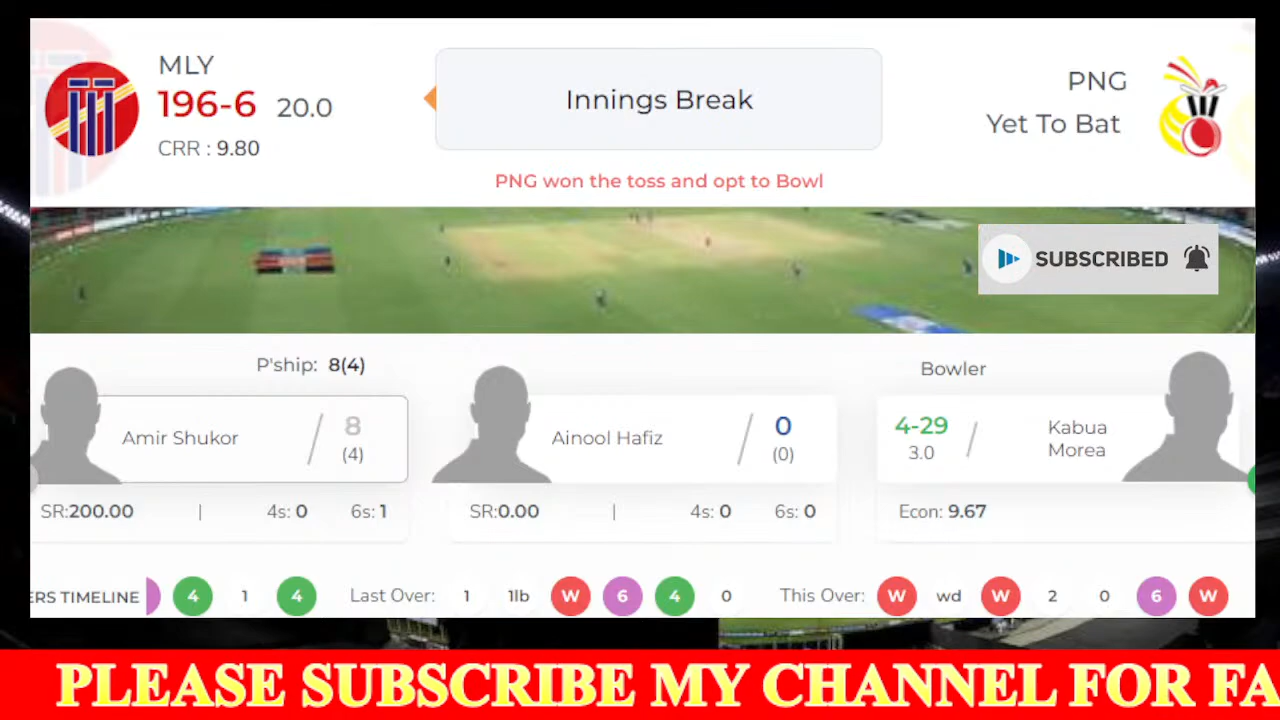 MLY
196-6 20.0
CRR : 9.80
Innings Break
PNG won the toss and opt to Bowl
PNG
Yet To Bat
SUBSCRIBED
P'ship: 8(4)
Amir Shukor 8 (4)
SR:200.00 | 4s: 0 6s: 1
Ainool Hafiz 0 (0)
SR:0.00 | 4s: 0 6s: 0
Bowler
4-29 3.0 Kabua Morea
Econ: 9.67
ERS TIMELINE 4 1 4 Last Over: 1 1lb W 6 4 0 This Over: W wd W 2 0 6 W
PLEASE SUBSCRIBE MY CHANNEL FOR FA